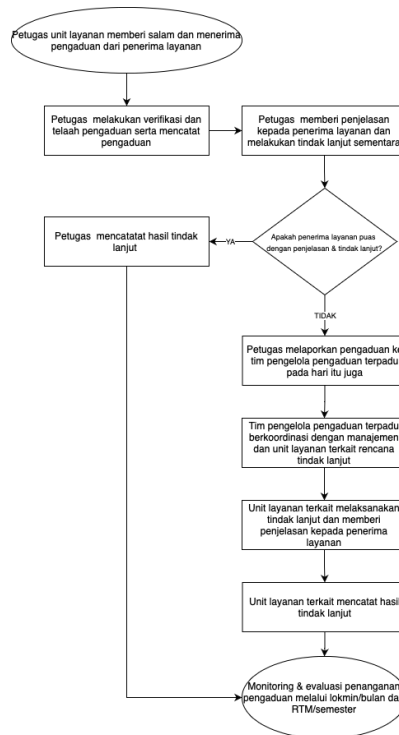 Petugas unit layanan memberi salam dan menerima
pengaduan dari penerima layanan
Petugas melakukan verifikasi dan
telaah pengaduan serta mencatat
pengaduan
Petugas memberi penjelasan
kepada penerima layanan dan
melakukan tindak lanjut sementara
Apakah penerima layanan puas
dengan penjelasan & tindak lanjut?
YA
Petugas mencatatat hasil tindak
lanjut
TIDAK
Petugas melaporkan pengaduan ke
tim pengelola pengaduan terpadu
pada hari itu juga
Tim pengelola pengaduan terpadu
berkoordinasi dengan manajemen
dan unit layanan terkait rencana
tindak lanjut
Unit layanan terkait melaksanakan
tindak lanjut dan memberi
penjelasan kepada penerima
layanan
Unit layanan terkait mencatat hasil
tindak lanjut
Monitoring & evaluasi penanganan
pengaduan melalui lokmin/bulan dan
RTM/semester